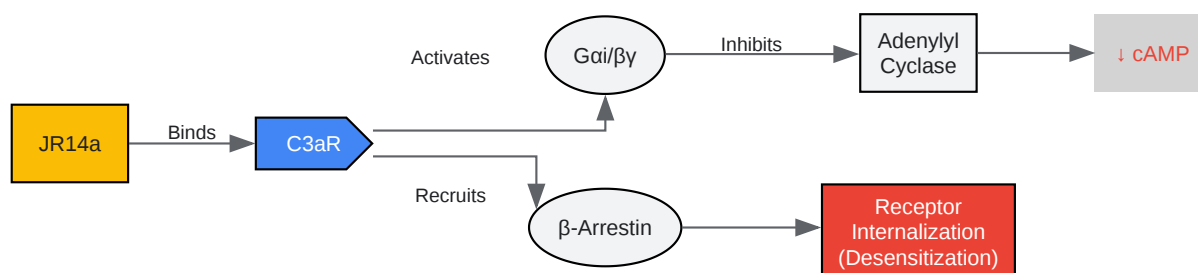 JR14a
Binds
C3aR
Activates
Gαi/βγ
Inhibits
Adenylyl
Cyclase
↓ cAMP
Recruits
β-Arrestin
Receptor
Internalization
(Desensitization)